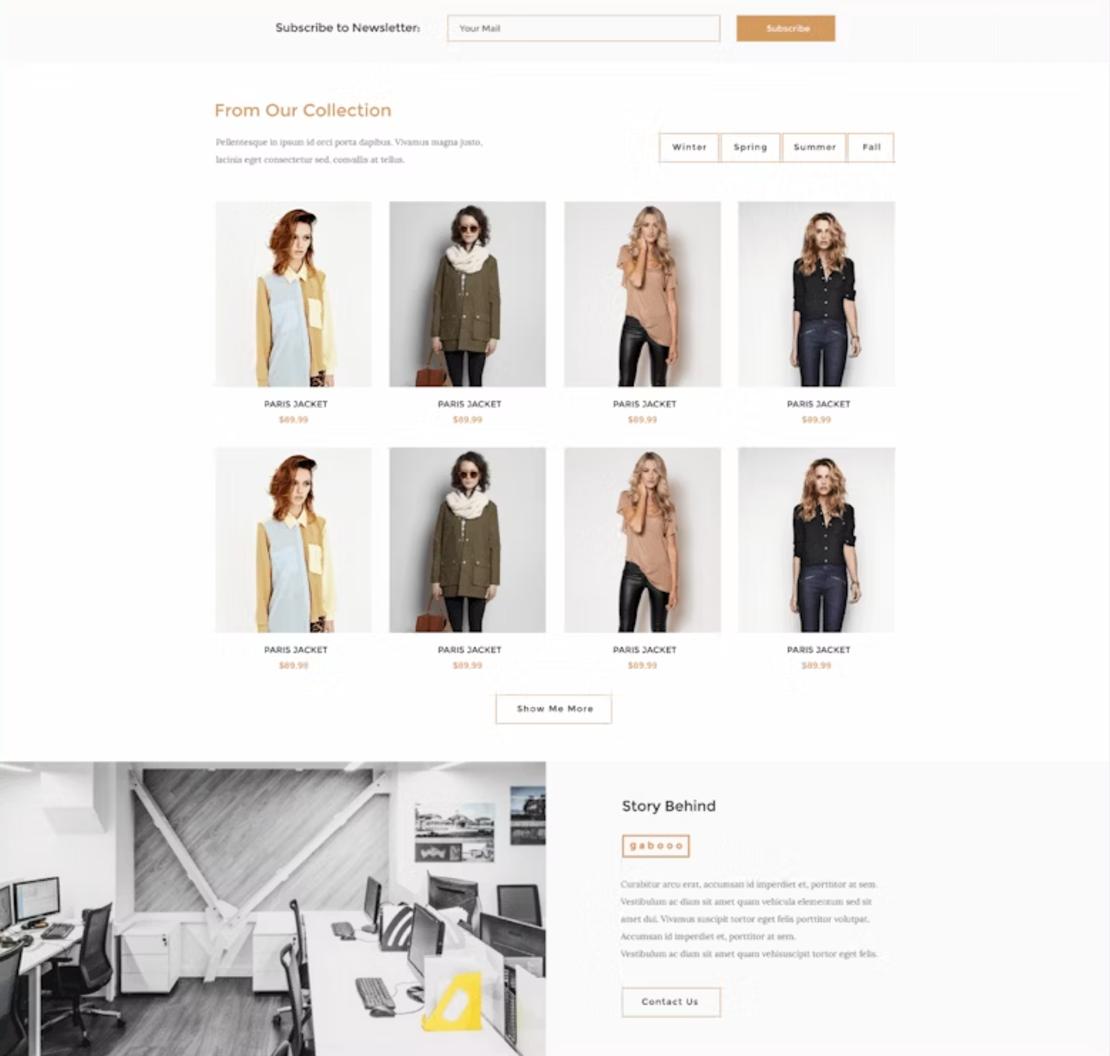 Subscribe to Newsletter:
Your Mail
Subscribe
From Our Collection
Pellentesque in ipsum id orci porta dapibus. Vivamus magna justo,
lacinia eget consectetur sed, convallis at tellus.
Winter
Spring
Summer
Fall
PARIS JACKET
PARIS JACKET
PARIS JACKET
PARIS JACKET
$89.99
$89.99
$89.99
$89.99
PARIS JACKET
PARIS JACKET
PARIS JACKET
PARIS JACKET
$89.99
$89.99
$89.99
$89.99
Show Me More
Story Behind
gabooo
Curabitur arcu erat, accumsan id imperdiet et, porttitor at sem.
Vestibulum ac diam sit amet quam vehicula elementum sed sit
amet dui. Vivamus suscipit tortor eget felis porttitor volutpat.
Accumsan id imperdiet et, porttitor at sem.
Vestibulum ac diam sit amet quam vehisuscipit tortor eget felis.
Contact Us